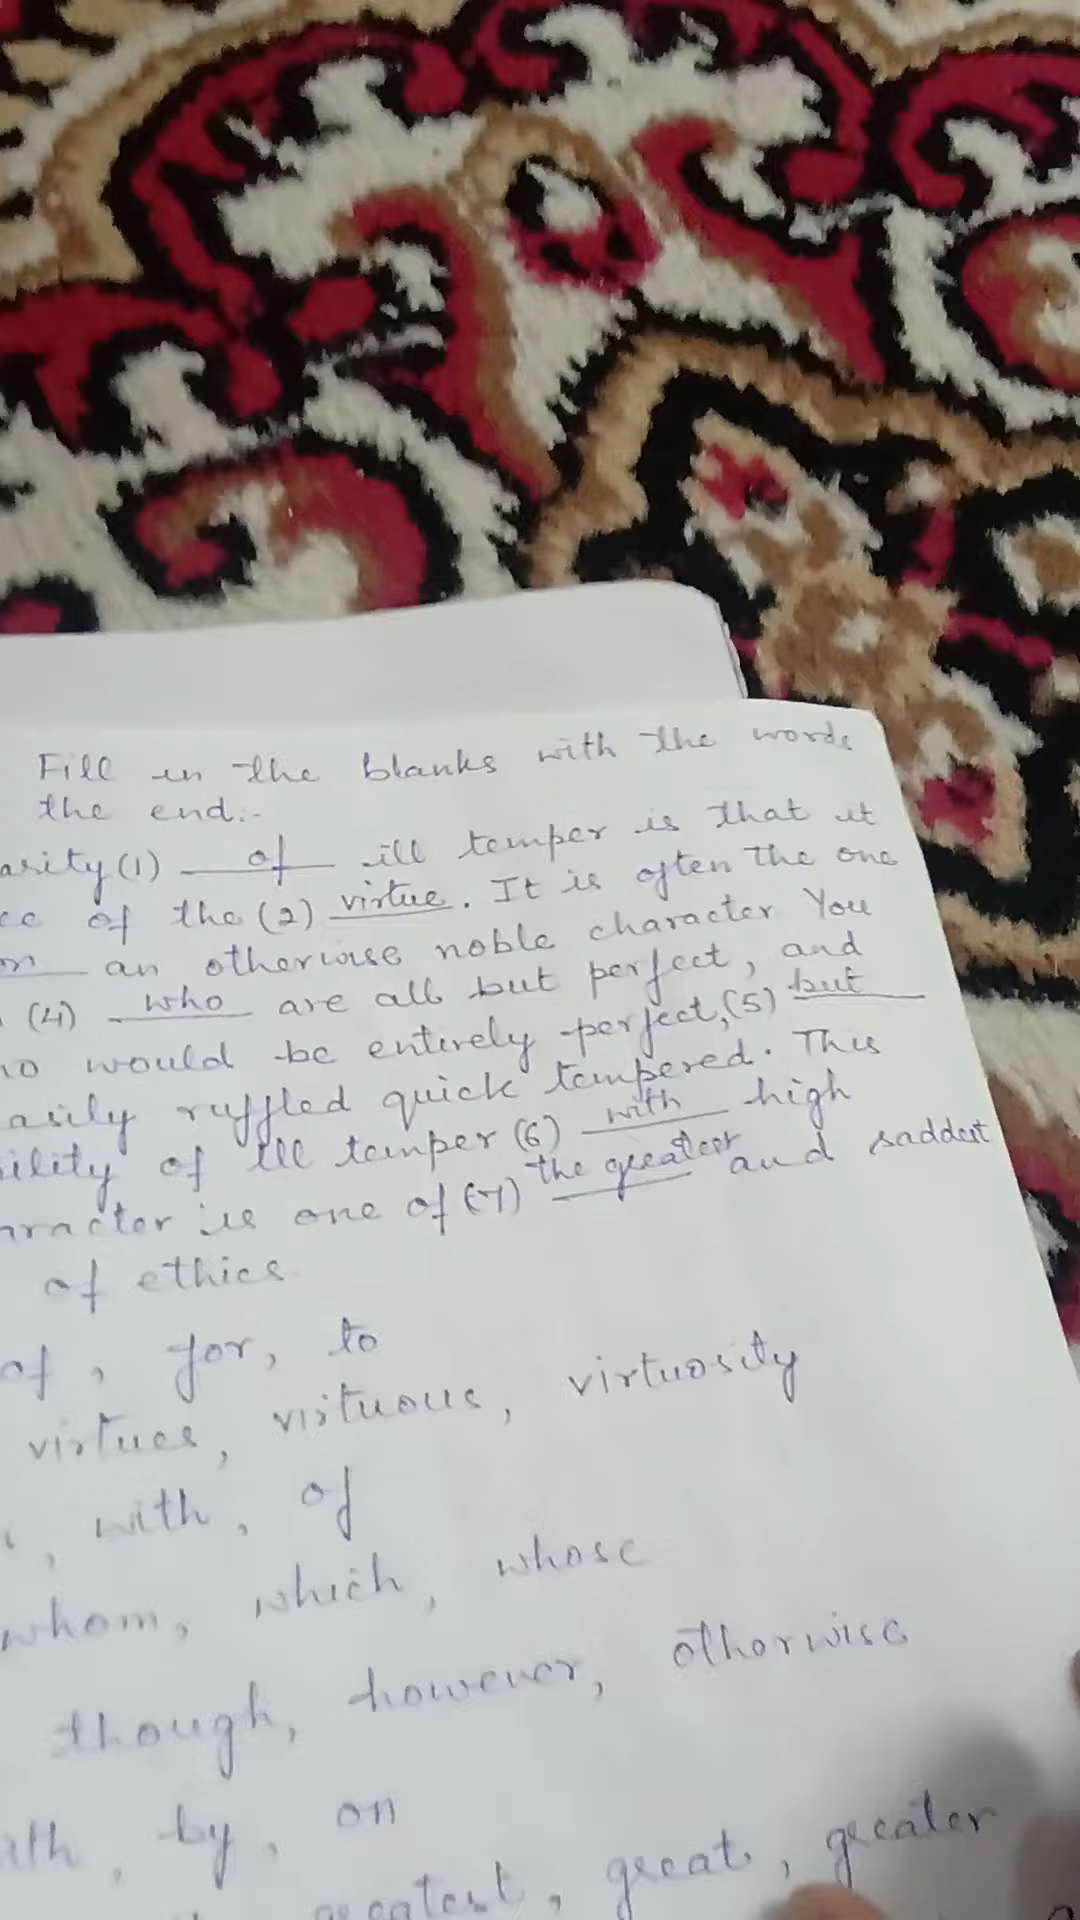 Fill in the blanks with the words
the end:-
arity (1) of ill temper is that it
ce of the (2) virtue. It is often the one
an otherwise noble character You
(4) who are all but perfect, and
would be entirely perfect, (5) but
asily ruffled quick tempered. This
ility of ill temper (6) with high
aracter is one of (7) the greatest and saddest
of ethics
of, for, to
virtues, virtuous, virtuosity
, with, of
whom, which, whose
though, however, otherwise
ith, by, on
greatest, great, greater